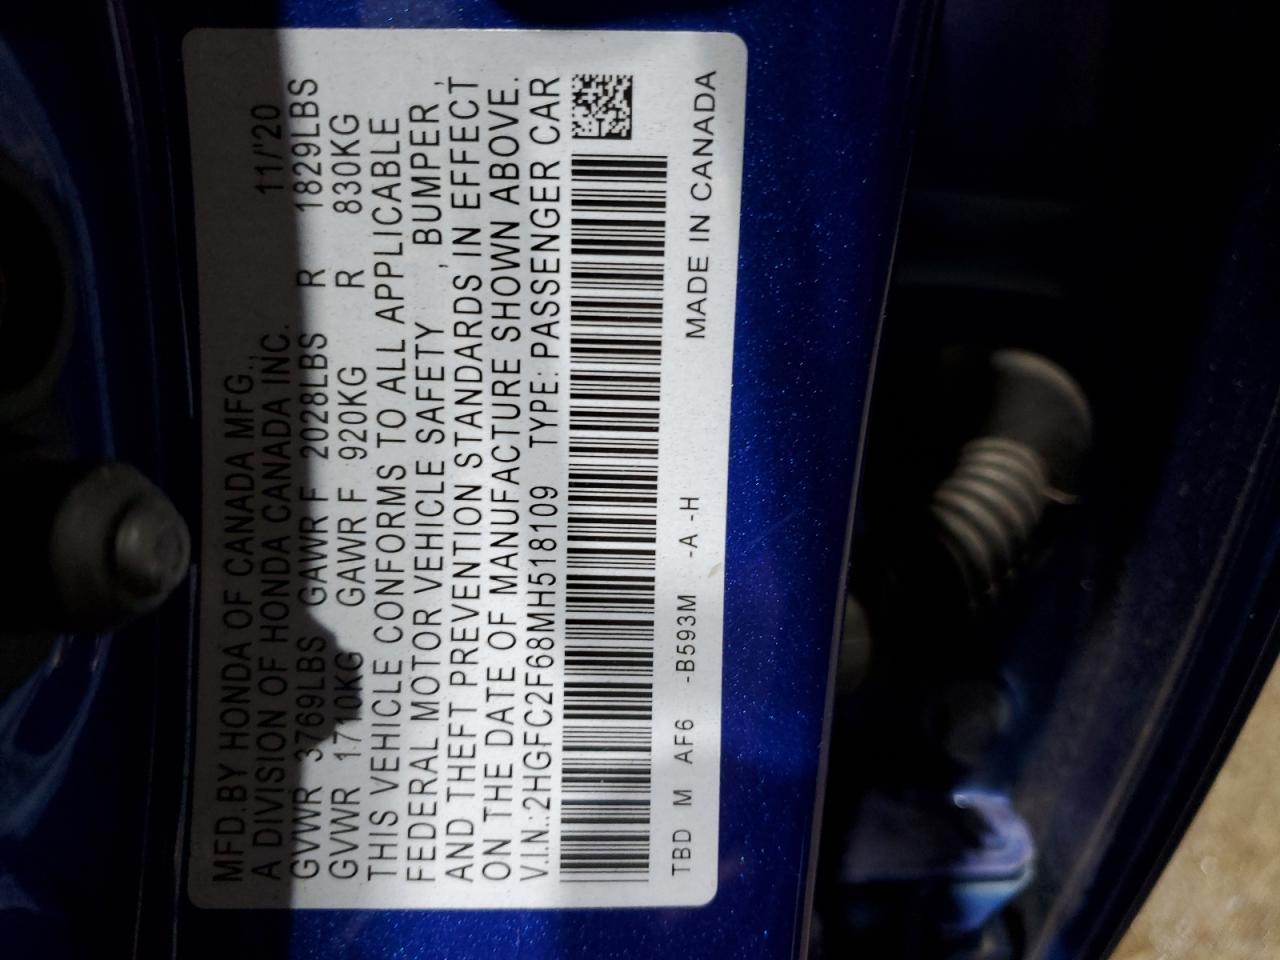 MFD.BY HONDA OF CANADA MFG.,
A DIVISION OF HONDA CANADA INC. 11/'20
GVWR 3769LBS GAWR F 2028LBS R 1829LBS
GVWR 1710KG GAWR F 920KG R 830KG
THIS VEHICLE CONFORMS TO ALL APPLICABLE
FEDERAL MOTOR VEHICLE SAFETY , BUMPER ,
AND THEFT PREVENTION STANDARDS IN EFFECT
ON THE DATE OF MANUFACTURE SHOWN ABOVE.
V.I.N.:2HGFC2F68MH518109 TYPE: PASSENGER CAR
TBD M AF6 -B593M -A -H MADE IN CANADA